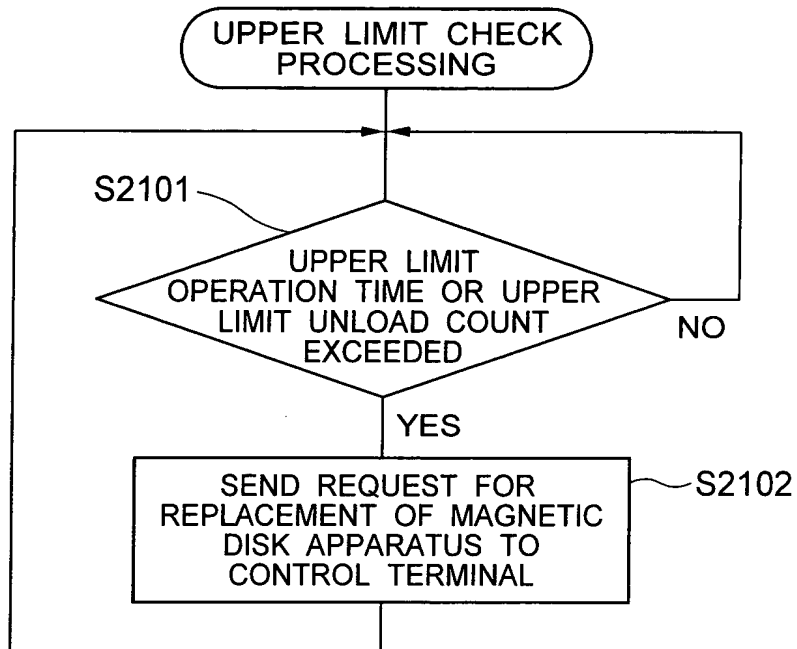 UPPER LIMIT CHECK
PROCESSING
S2101
UPPER LIMIT
OPERATION TIME OR UPPER
LIMIT UNLOAD COUNT
EXCEEDED
NO
YES
SEND REQUEST FOR
REPLACEMENT OF MAGNETIC
DISK APPARATUS TO
CONTROL TERMINAL
S2102